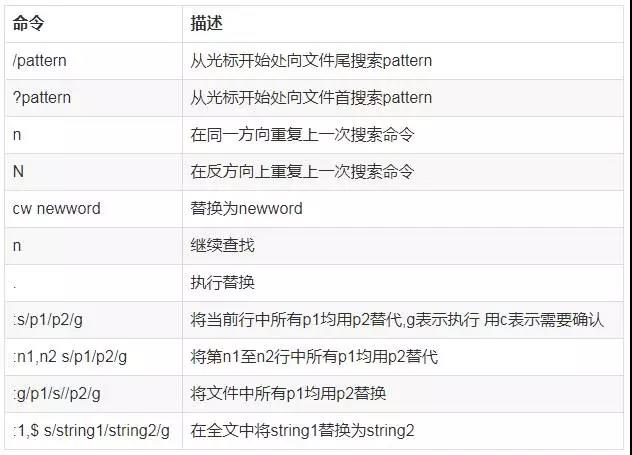 命令 描述
/pattern 从光标开始处向文件尾搜索pattern
?pattern 从光标开始处向文件首搜索pattern
n 在同一方向重复上一次搜索命令
N 在反方向上重复上一次搜索命令
cw newword 替换为newword
n 继续查找
. 执行替换
:s/p1/p2/g 将当前行中所有p1均用p2替代,g表示执行 用c表示需要确认
:n1,n2 s/p1/p2/g 将第n1至n2行中所有p1均用p2替代
:g/p1/s//p2/g 将文件中所有p1均用p2替换
:1,$ s/string1/string2/g 在全文中将string1替换为string2